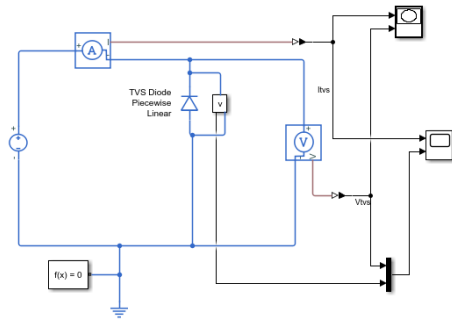 +
A
I
-
Itvs
TVS Diode
Piecewise
Linear
v
+
+
V
V
-
-
Vtvs
f(x) = 0